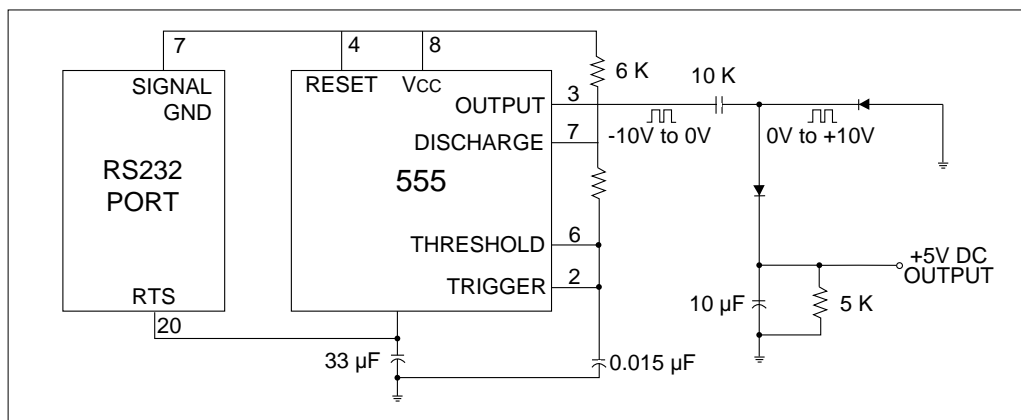 7
4
8
SIGNAL
GND
RS232
PORT
RTS
20
RESET
VCC
OUTPUT
3
DISCHARGE
7
555
THRESHOLD
6
TRIGGER
2
33 µF
0.015 µF
6 K
10 K
-10V to 0V
0V to +10V
+5V DC
OUTPUT
10 µF
5 K